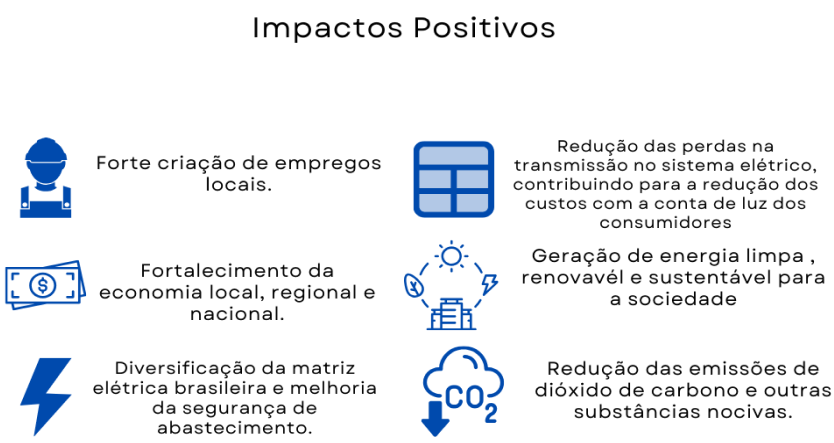 Impactos Positivos
Forte criação de empregos
locais.
Redução das perdas na
transmissão no sistema elétrico,
contribuindo para a redução dos
custos com a conta de luz dos
consumidores
$
Fortalecimento da
economia local, regional e
nacional.
Geração de energia limpa ,
renovavél e sustentável para
a sociedade
Diversificação da matriz
elétrica brasileira e melhoria
da segurança de
abastecimento.
CO2
Redução das emissões de
dióxido de carbono e outras
substâncias nocivas.